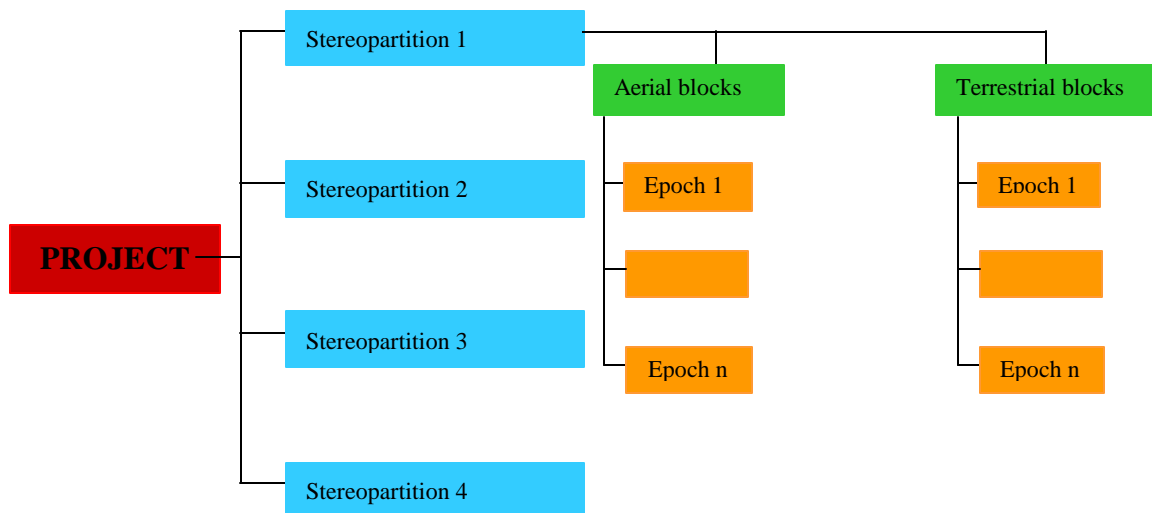 PROJECT
Stereopartition 1
Stereopartition 2
Stereopartition 3
Stereopartition 4
Aerial blocks
Epoch 1
Epoch n
Terrestrial blocks
Epoch 1
Epoch n